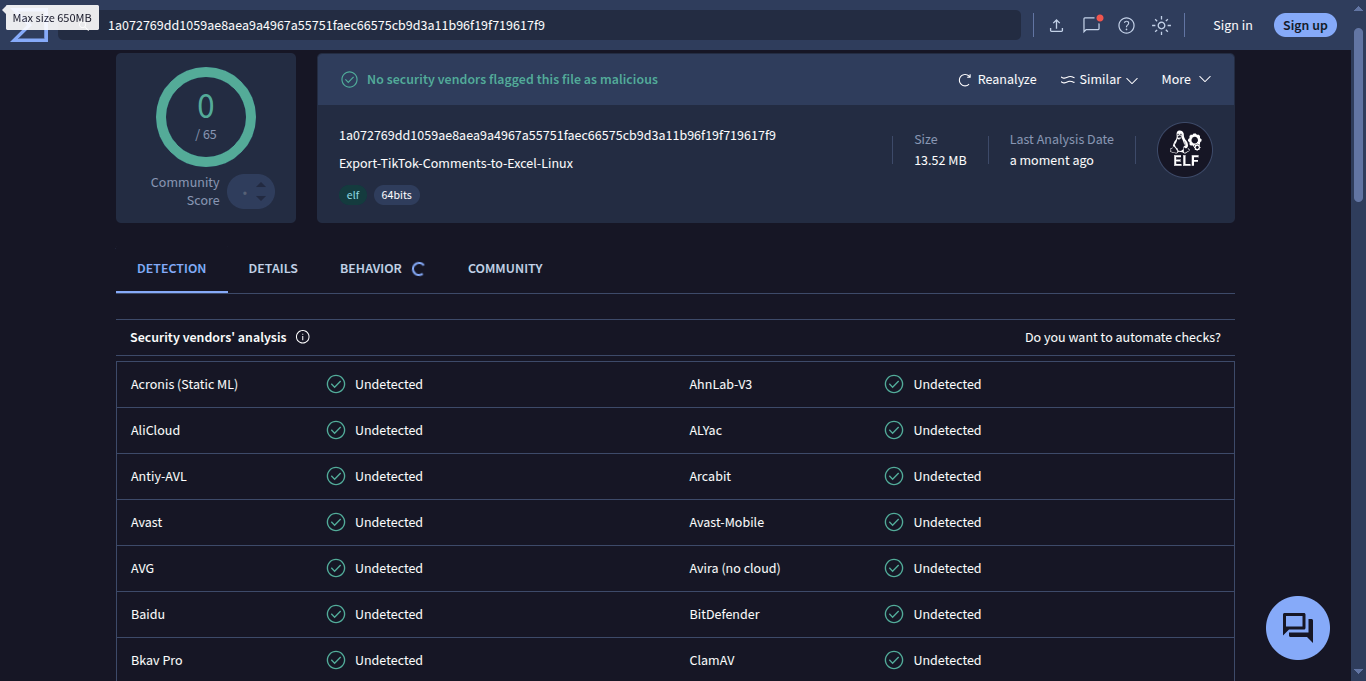 Max size 650MB
1a072769dd1059ae8aea9a4967a55751faec66575cb9d3a11b96f19f719617f9
Sign in
Sign up
0
/ 65
Community
Score
-
No security vendors flagged this file as malicious
Reanalyze
Similar
More
1a072769dd1059ae8aea9a4967a55751faec66575cb9d3a11b96f19f719617f9
Export-TikTok-Comments-to-Excel-Linux
elf
64bits
Size
13.52 MB
Last Analysis Date
a moment ago
ELF
DETECTION
DETAILS
BEHAVIOR
COMMUNITY
Security vendors' analysis
Do you want to automate checks?
Acronis (Static ML) Undetected AhnLab-V3 Undetected
AliCloud Undetected ALYac Undetected
Antiy-AVL Undetected Arcabit Undetected
Avast Undetected Avast-Mobile Undetected
AVG Undetected Avira (no cloud) Undetected
Baidu Undetected BitDefender Undetected
Bkav Pro Undetected ClamAV Undetected